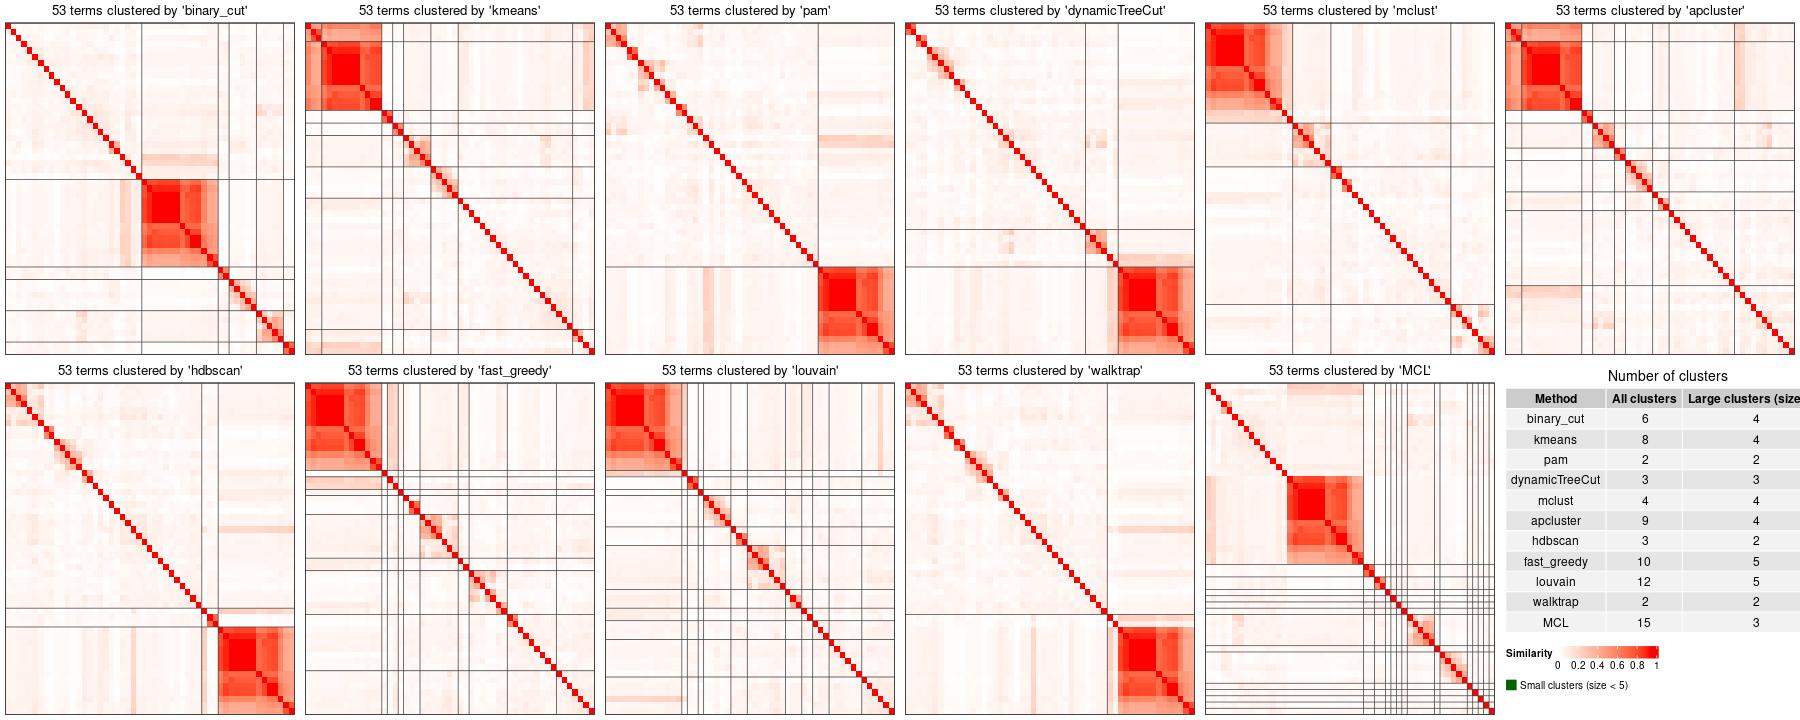 53 terms clustered by 'binary_cut'
53 terms clustered by 'kmeans'
53 terms clustered by 'pam'
53 terms clustered by 'dynamicTreeCut'
53 terms clustered by 'mclust'
53 terms clustered by 'apcluster'
53 terms clustered by 'hdbscan'
53 terms clustered by 'fast_greedy'
53 terms clustered by 'louvain'
53 terms clustered by 'walktrap'
53 terms clustered by 'MCL'
Number of clusters
Method All clusters Large clusters (size
binary_cut 6 4
kmeans 8 4
pam 2 2
dynamicTreeCut 3 3
mclust 4 4
apcluster 9 4
hdbscan 3 2
fast_greedy 10 5
louvain 12 5
walktrap 2 2
MCL 15 3
Similarity
0 0.2 0.4 0.6 0.8 1
Small clusters (size < 5)